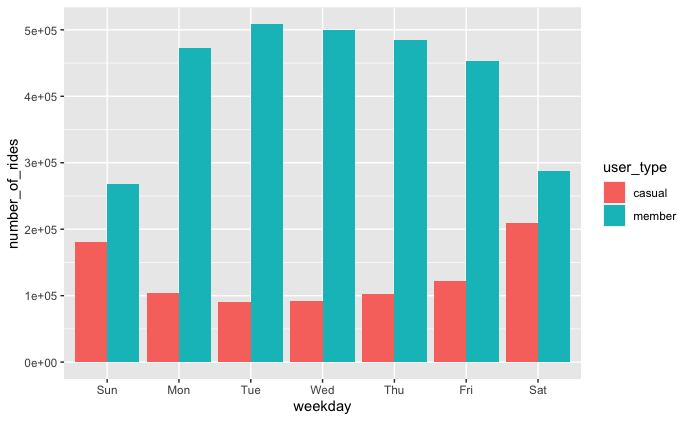 5e+05
4e+05
3e+05
2e+05
1e+05
0e+00
number_of_rides
Sun Mon Tue Wed Thu Fri Sat
weekday
user_type
casual
member